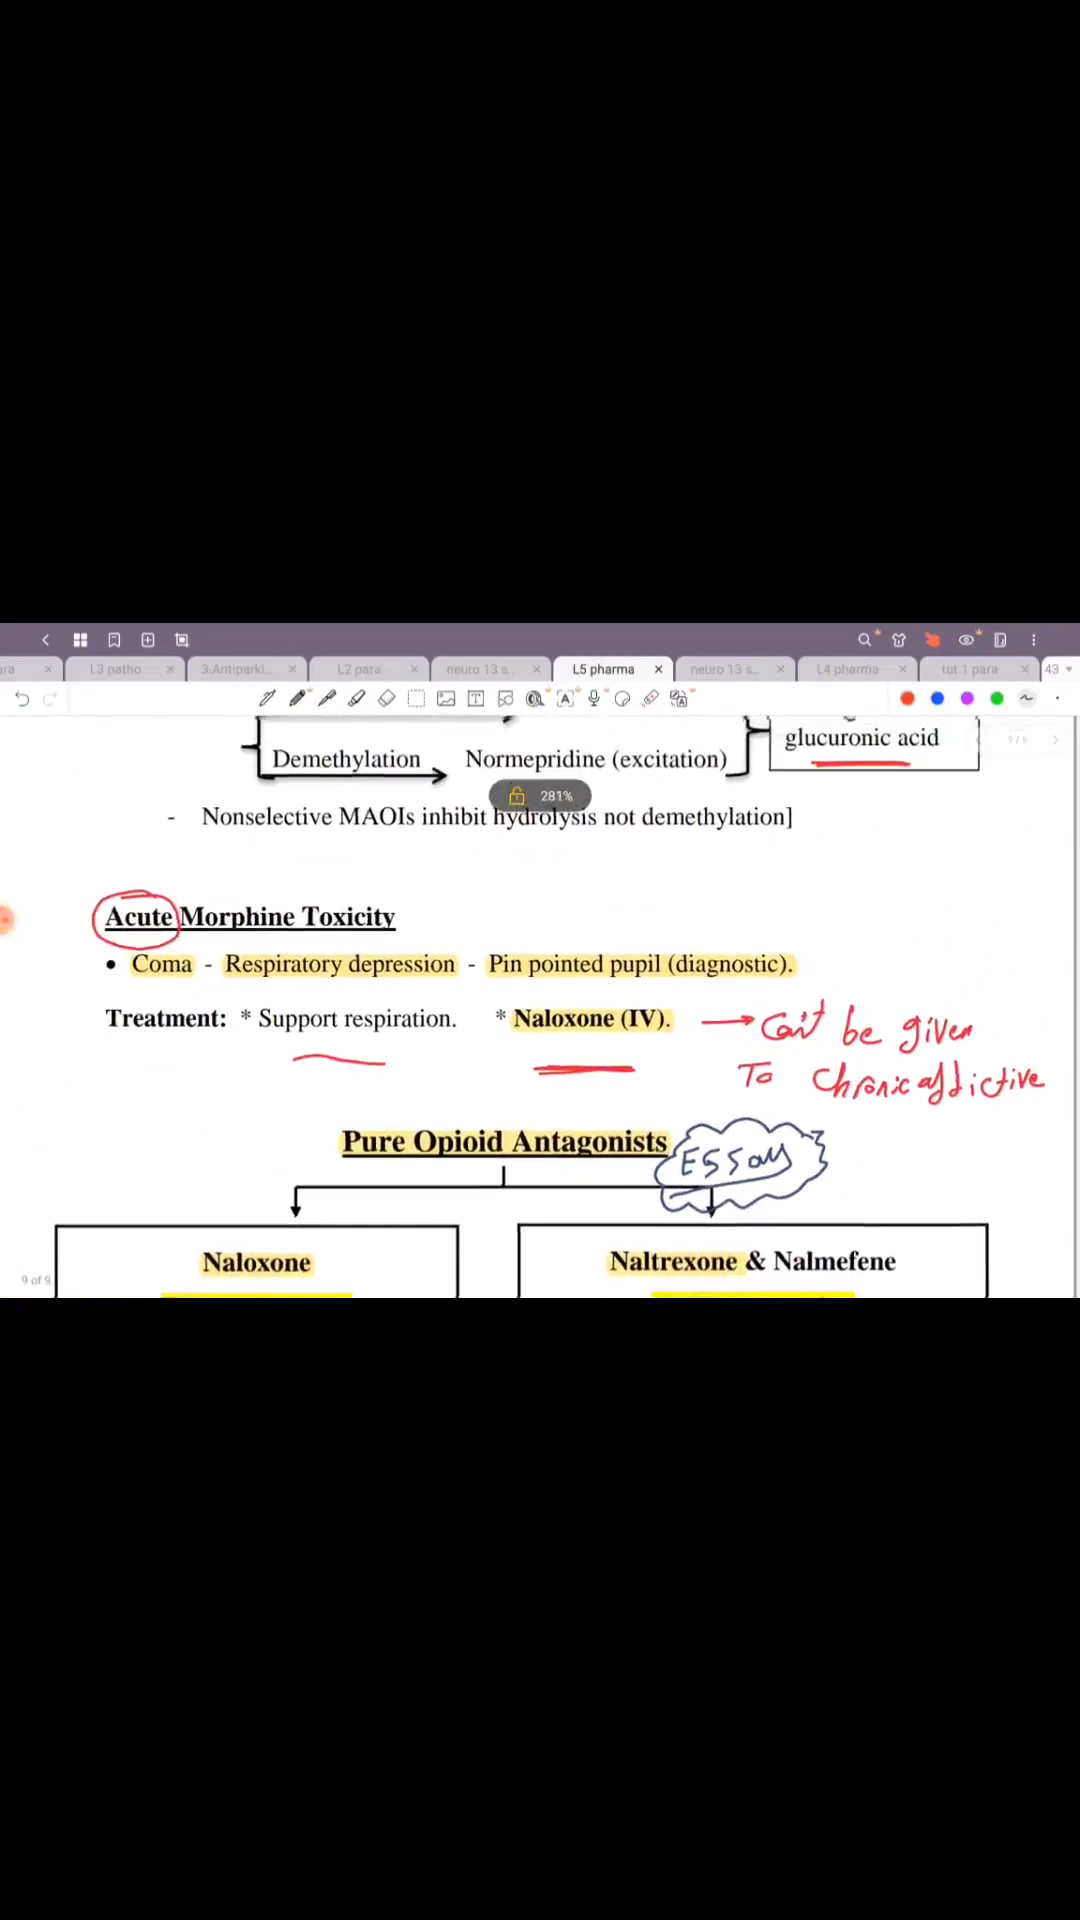 ara
L3 patho
3-Antiparki...
L2 para
neuro 13 s...
L5 pharma
neuro 13 s...
L4 pharma
tut 1 para
43
glucuronic acid
9/9
Demethylation Normepridine (excitation)
281%
- Nonselective MAOIs inhibit hydrolysis not demethylation]
Acute Morphine Toxicity
• Coma - Respiratory depression - Pin pointed pupil (diagnostic).
Treatment: * Support respiration. * Naloxone (IV). → Can't be given
To Chronic addictive
Pure Opioid Antagonists ESSay
Naloxone
Naltrexone & Nalmefene
9 of 9